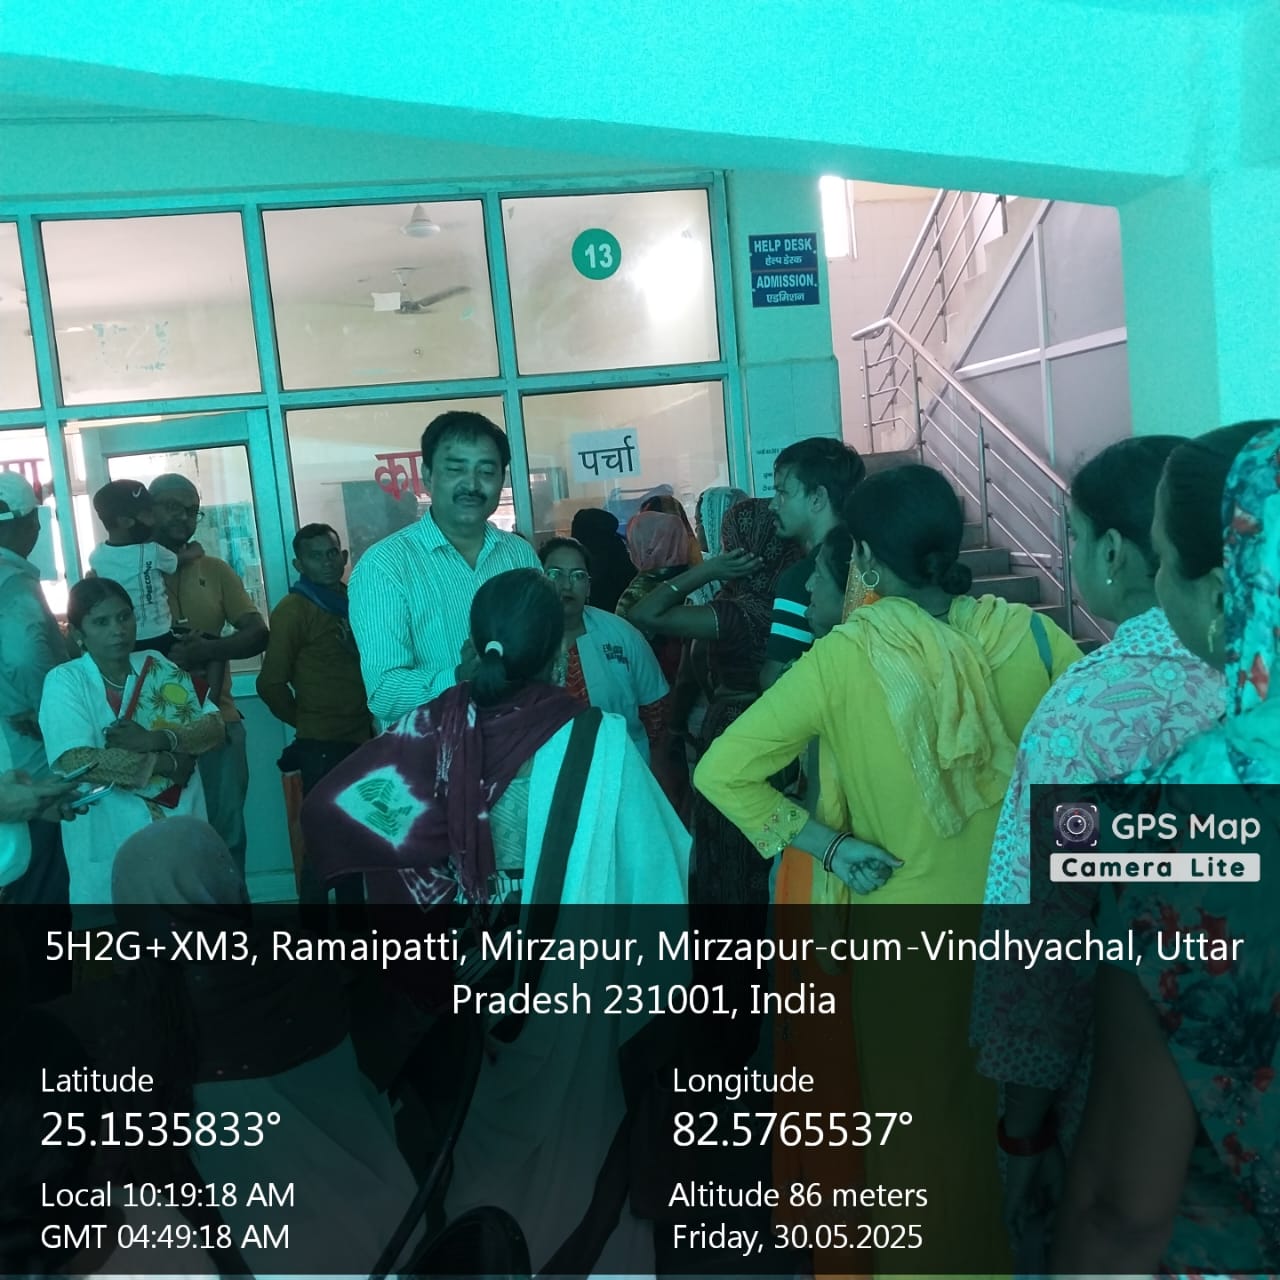 13
HELP DESK
हेल्प डेस्क
ADMISSION
एडमिशन
पर्चा
GPS Map
Camera Lite
5H2G+XM3, Ramaipatti, Mirzapur, Mirzapur-cum-Vindhyachal, Uttar
Pradesh 231001, India
Latitude
25.1535833°
Longitude
82.5765537°
Local 10:19:18 AM
GMT 04:49:18 AM
Altitude 86 meters
Friday, 30.05.2025